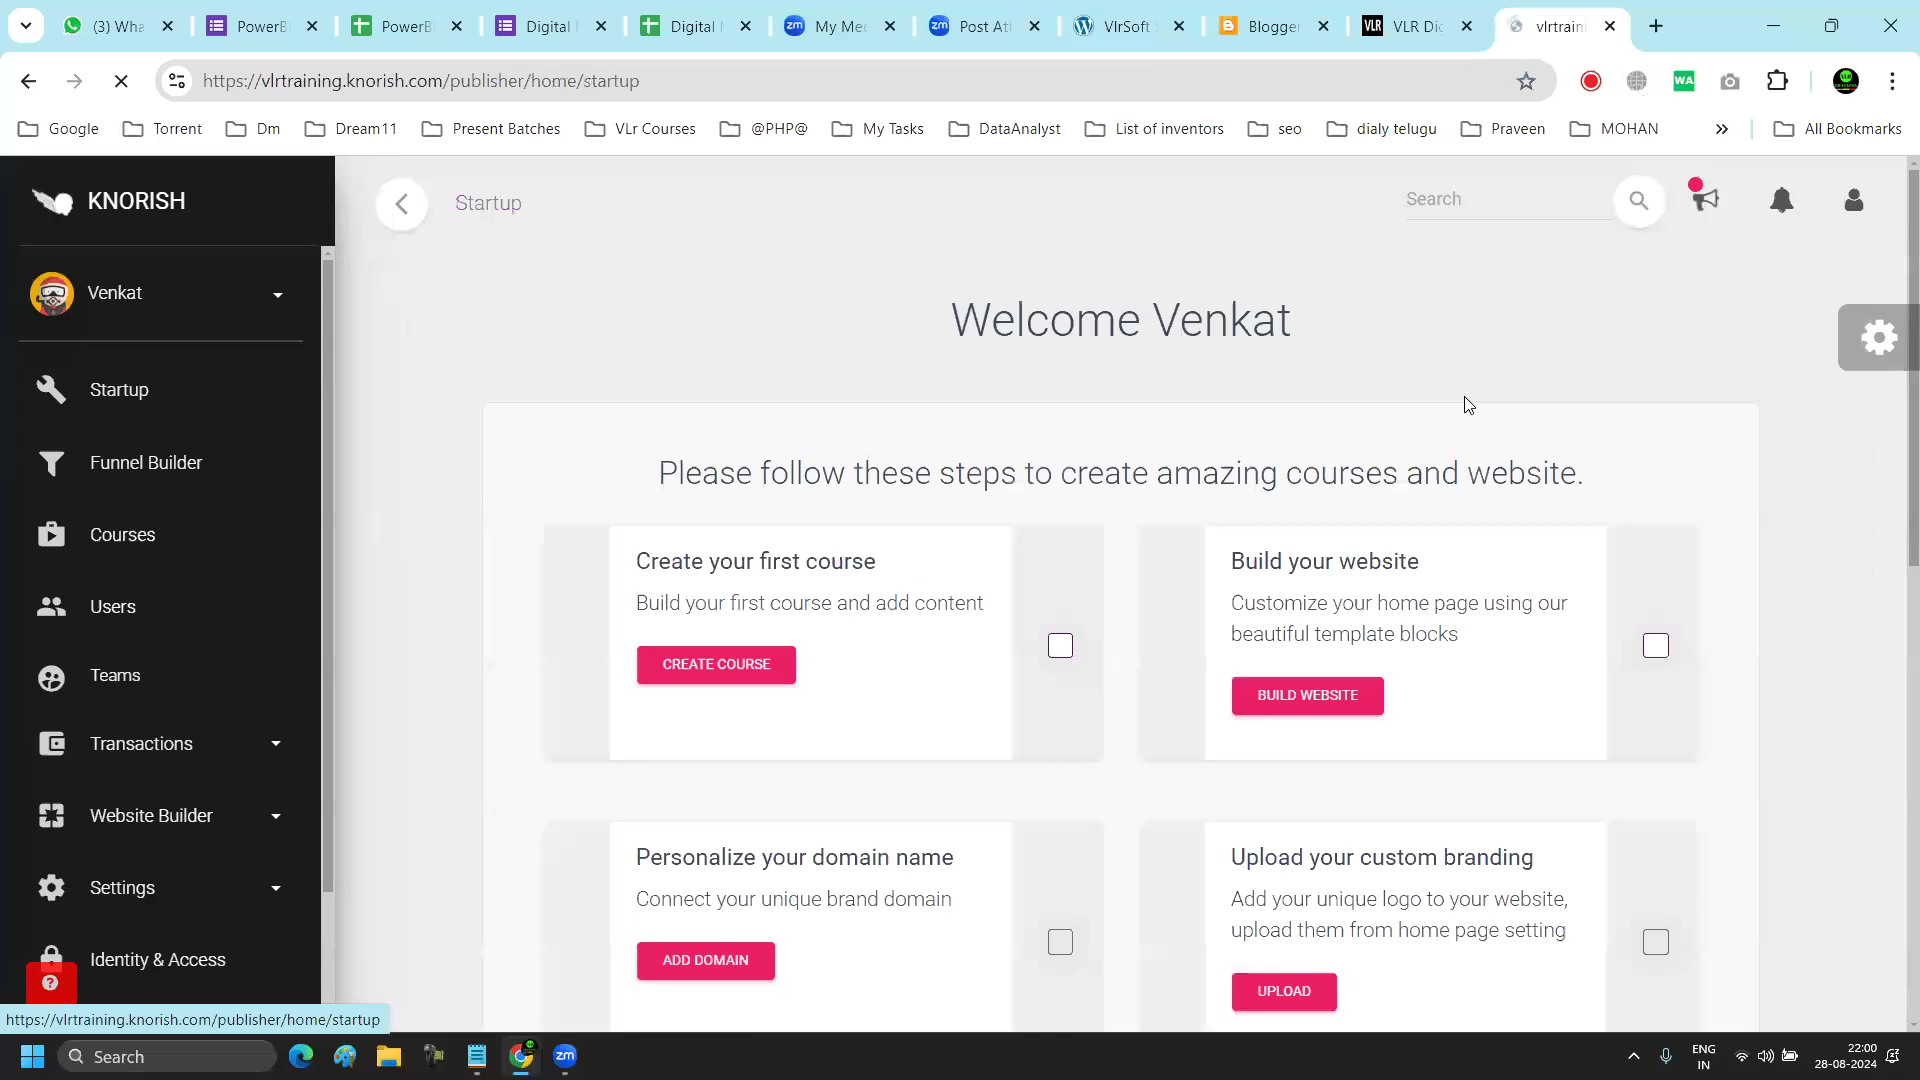 (3) Wha
PowerB
PowerB
Digital
Digital
My Me
Post At
VlrSoft
Blogge
VLR Di
vlrtraini
https://vlrtraining.knorish.com/publisher/home/startup
WA
Google
Torrent
Dm
Dream11
Present Batches
VLr Courses
@PHP@
My Tasks
DataAnalyst
List of inventors
seo
dialy telugu
Praveen
MOHAN
All Bookmarks
KNORISH
Venkat
Startup
Funnel Builder
Courses
Users
Teams
Transactions
Website Builder
Settings
Identity & Access
Startup
Search
Welcome Venkat
Please follow these steps to create amazing courses and website.
Create your first course
Build your first course and add content
CREATE COURSE
Build your website
Customize your home page using our
beautiful template blocks
BUILD WEBSITE
Personalize your domain name
Connect your unique brand domain
ADD DOMAIN
Upload your custom branding
Add your unique logo to your website,
upload them from home page setting
UPLOAD
https://vlrtraining.knorish.com/publisher/home/startup
Search
zm
ENG
IN
22:00
28-08-2024